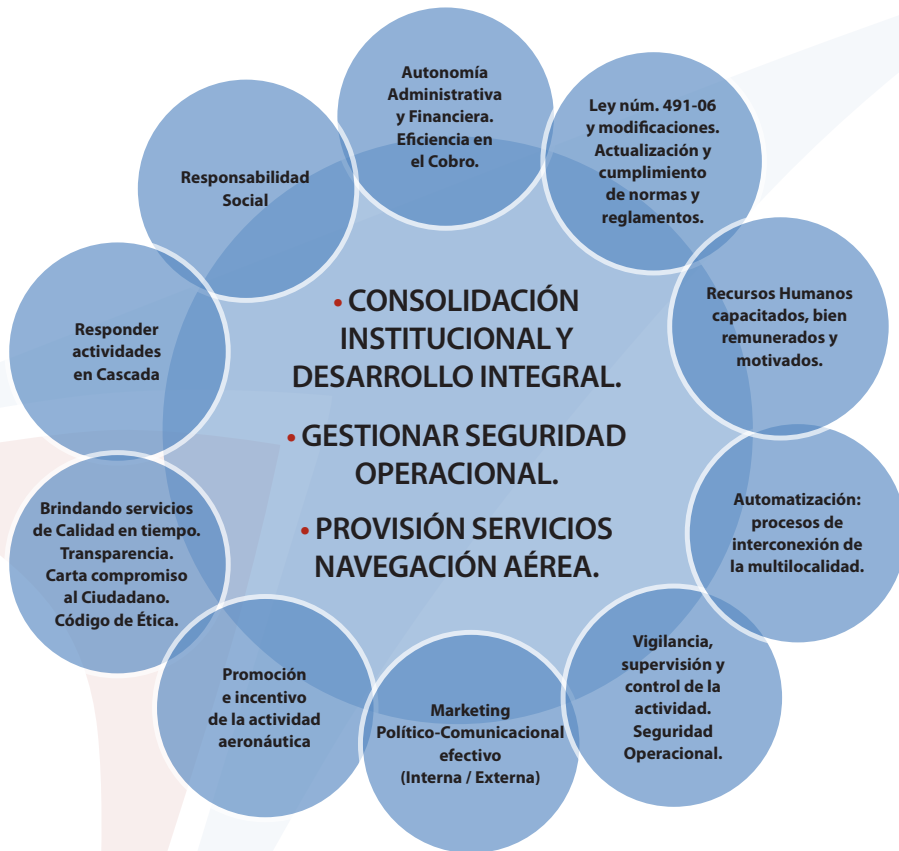 Autonomía
Administrativa
y Financiera.
Eficiencia en
el Cobro.
Ley núm. 491-06
y modificaciones.
Actualización y
cumplimiento
de normas y
reglamentos.
Recursos Humanos
capacitados, bien
remunerados y
motivados.
Automatización:
procesos de
interconexión de
la multilocalidad.
Vigilancia,
supervisión y
control de la
actividad.
Seguridad
Operacional.
Marketing
Político-Comunicacional
efectivo
(Interna / Externa)
Promoción
e incentivo
de la actividad
aeronáutica
Brindando servicios
de Calidad en tiempo.
Transparencia.
Carta compromiso
al Ciudadano.
Código de Ética.
Responder
actividades
en Cascada
Responsabilidad
Social
• CONSOLIDACIÓN
INSTITUCIONAL Y
DESARROLLO INTEGRAL.
• GESTIONAR SEGURIDAD
OPERACIONAL.
• PROVISIÓN SERVICIOS
NAVEGACIÓN AÉREA.